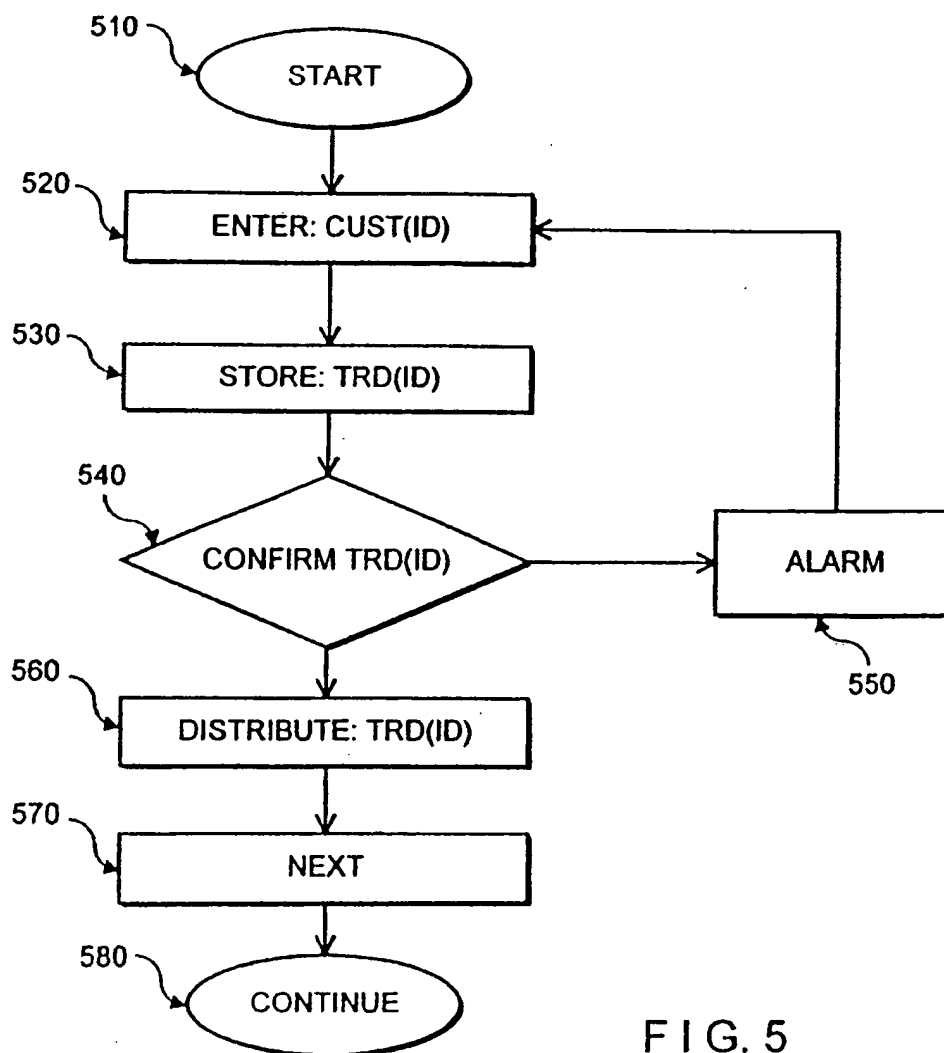 510
START
520
ENTER: CUST(ID)
530
STORE: TRD(ID)
540
CONFIRM TRD(ID)
ALARM
550
560
DISTRIBUTE: TRD(ID)
570
NEXT
580
CONTINUE
FIG. 5